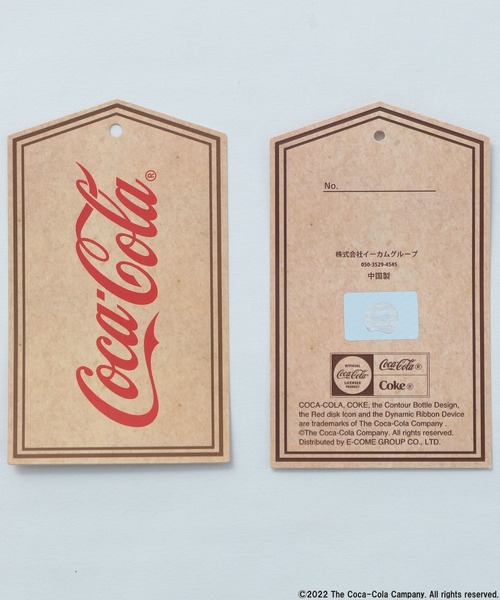 Coca-Cola®
No.
株式会社イーカムグループ
050-3529-4545
中国製
OFFICIAL
Coca-Cola
LICENSED
PRODUCT
Coca-Cola®
Coke®
COCA-COLA, COKE, the Contour Bottle Design,
the Red disk Icon and the Dynamic Ribbon Device
are trademarks of The Coca-Cola Company .
©The Coca-Cola Company. All rights reserved.
Distributed by E-COME GROUP CO., LTD.
©2022 The Coca-Cola Company. All rights reserved.